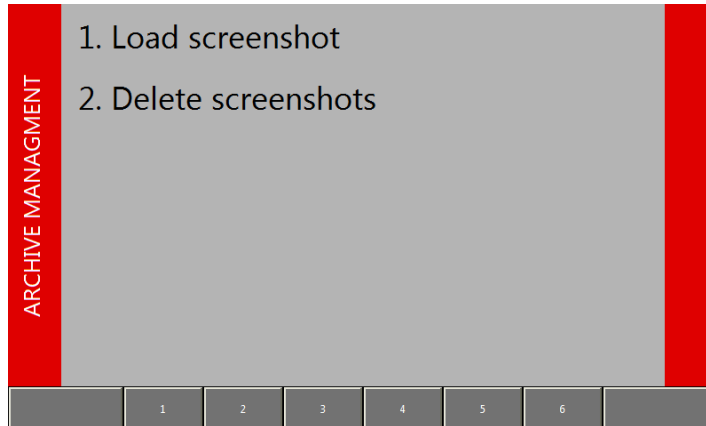 ARCHIVE MANAGMENT
1. Load screenshot
2. Delete screenshots
1 2 3 4 5 6